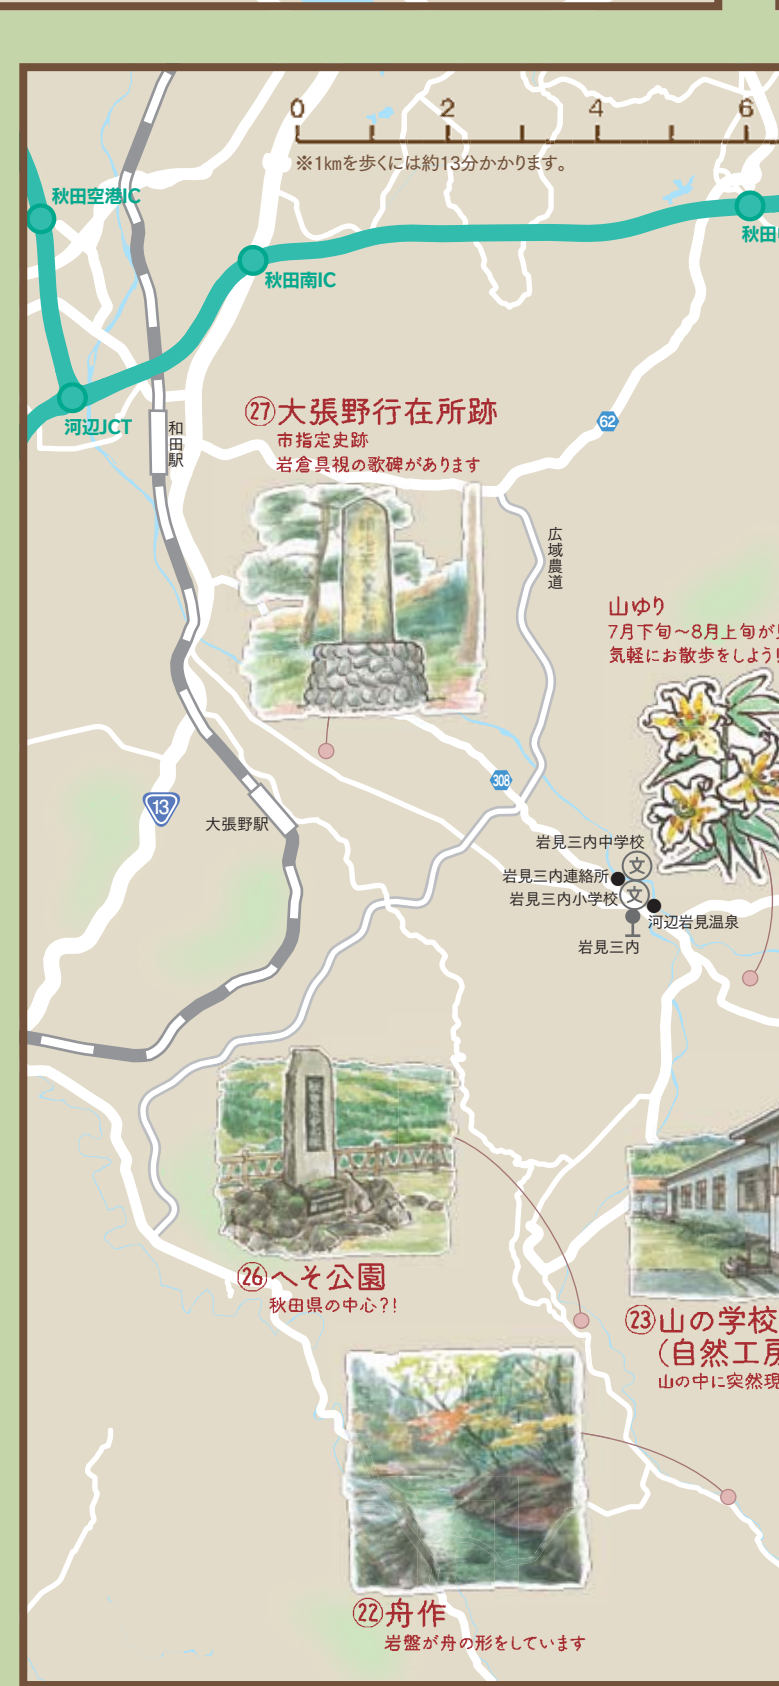 0 2 4 6
※1kmを歩くには約13分かかります。
秋田空港IC
秋田
秋田南IC
河辺JCT
和田駅
㉗大張野行在所跡
市指定史跡
岩倉具視の歌碑があります
62
広域農道
山ゆり
7月下旬〜8月上旬が見
気軽にお散歩をしよう!
308
13
大張野駅
岩見三内中学校
文
岩見三内連絡所
文
岩見三内小学校
河辺岩見温泉
岩見三内
㉖へそ公園
秋田県の中心?!
㉓山の学校
(自然工房
山の中に突然現
㉒舟作
岩盤が舟の形をしています